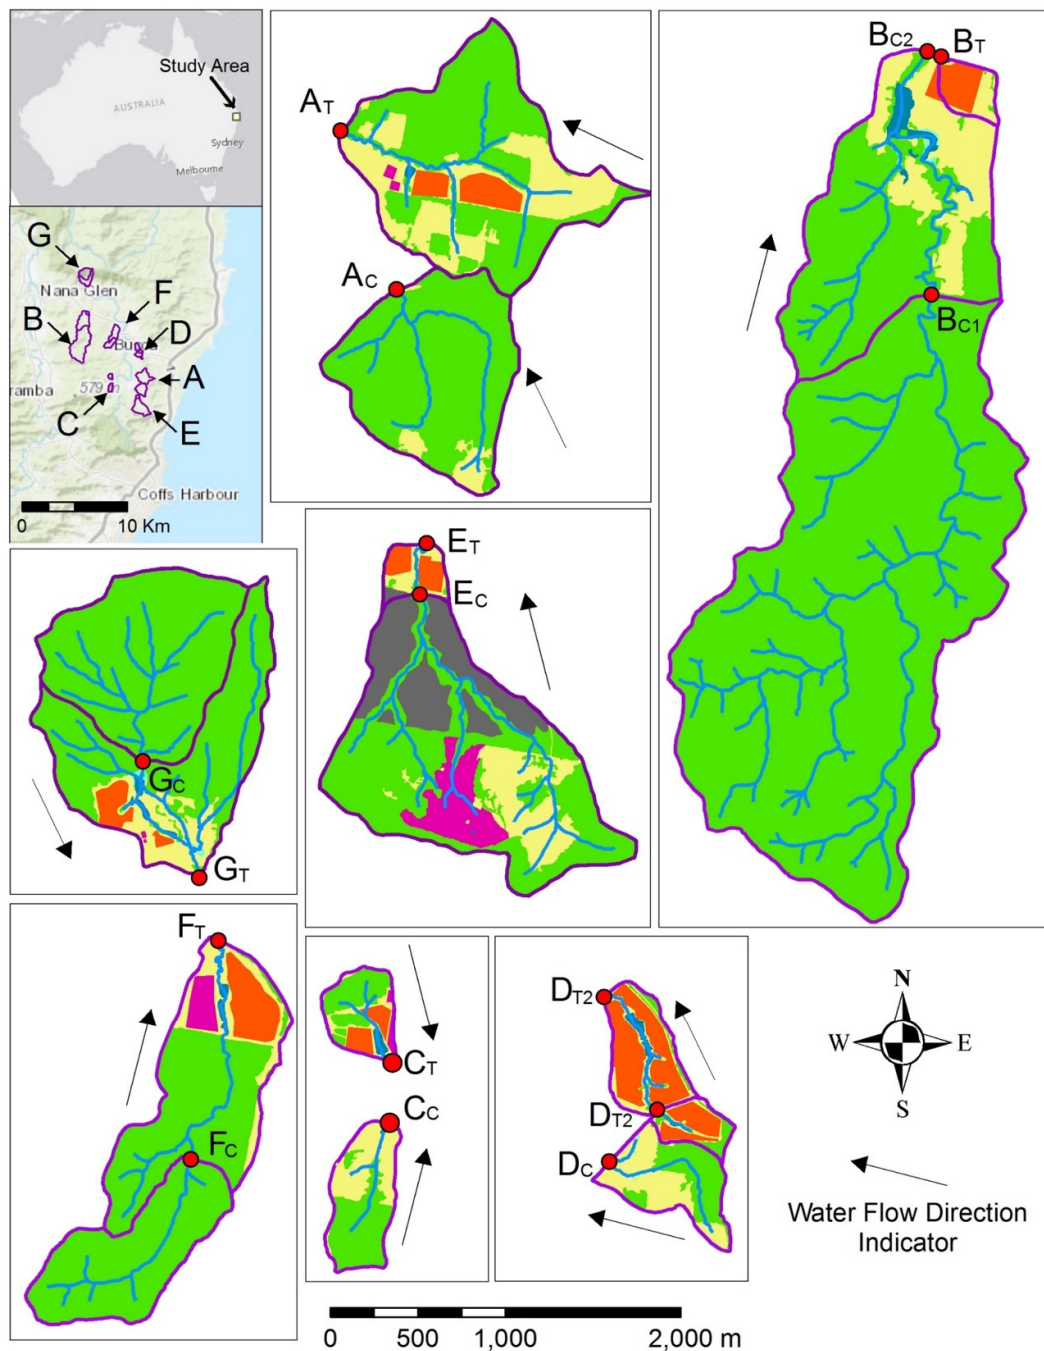 Study Area
AUSTRALIA
Sydney
Melbourne
G
Nana Glen
F
B
D
A
579
C
E
Coffs Harbour
0 10 Km
AT
AC
BC2 BT
BC1
ET
EC
GC
GT
FT
FC
CT
CC
DT2
DT2
DC
N
W E
S
Water Flow Direction
Indicator
0 500 1,000 2,000 m